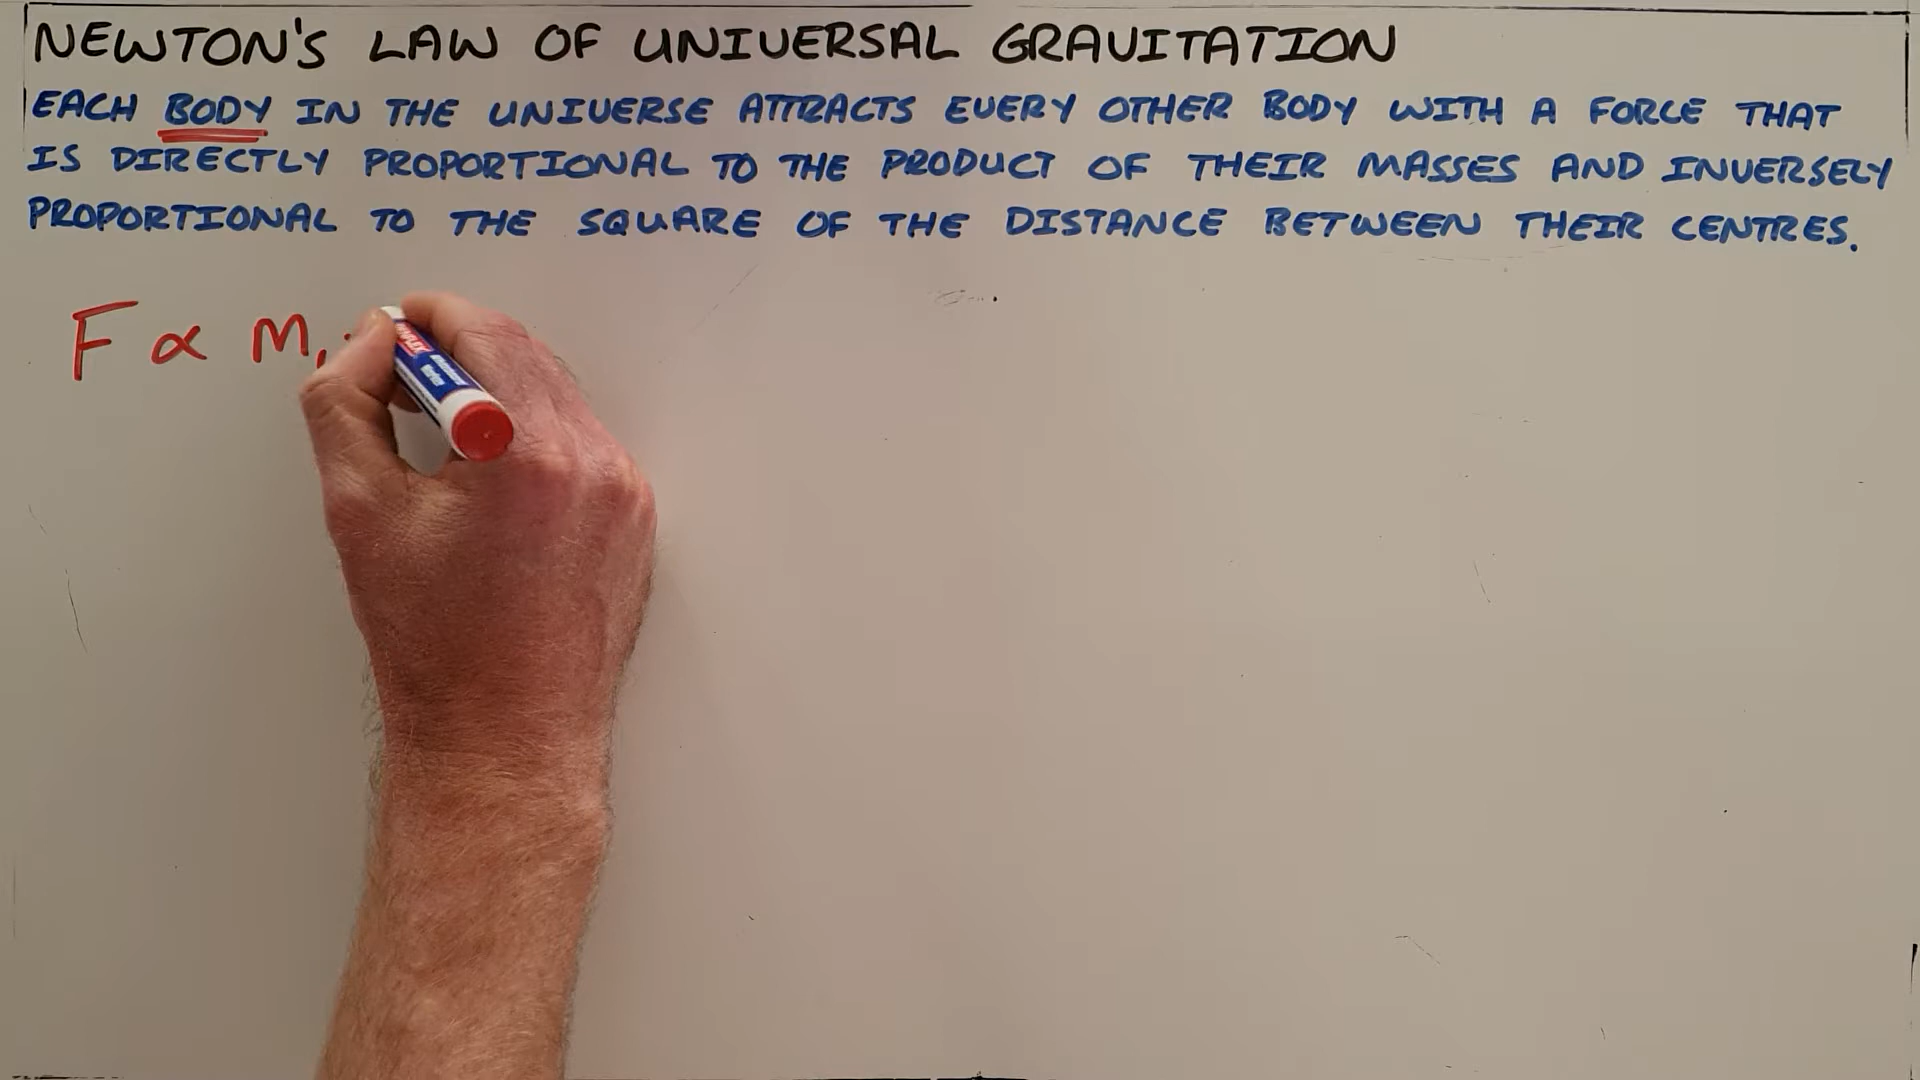 NEWTON'S LAW OF UNIVERSAL GRAVITATION
EACH BODY IN THE UNIVERSE ATTRACTS EVERY OTHER BODY WITH A FORCE THAT
IS DIRECTLY PROPORTIONAL TO THE PRODUCT OF THEIR MASSES AND INVERSELY
PROPORTIONAL TO THE SQUARE OF THE DISTANCE BETWEEN THEIR CENTRES.
F ∝ M₁